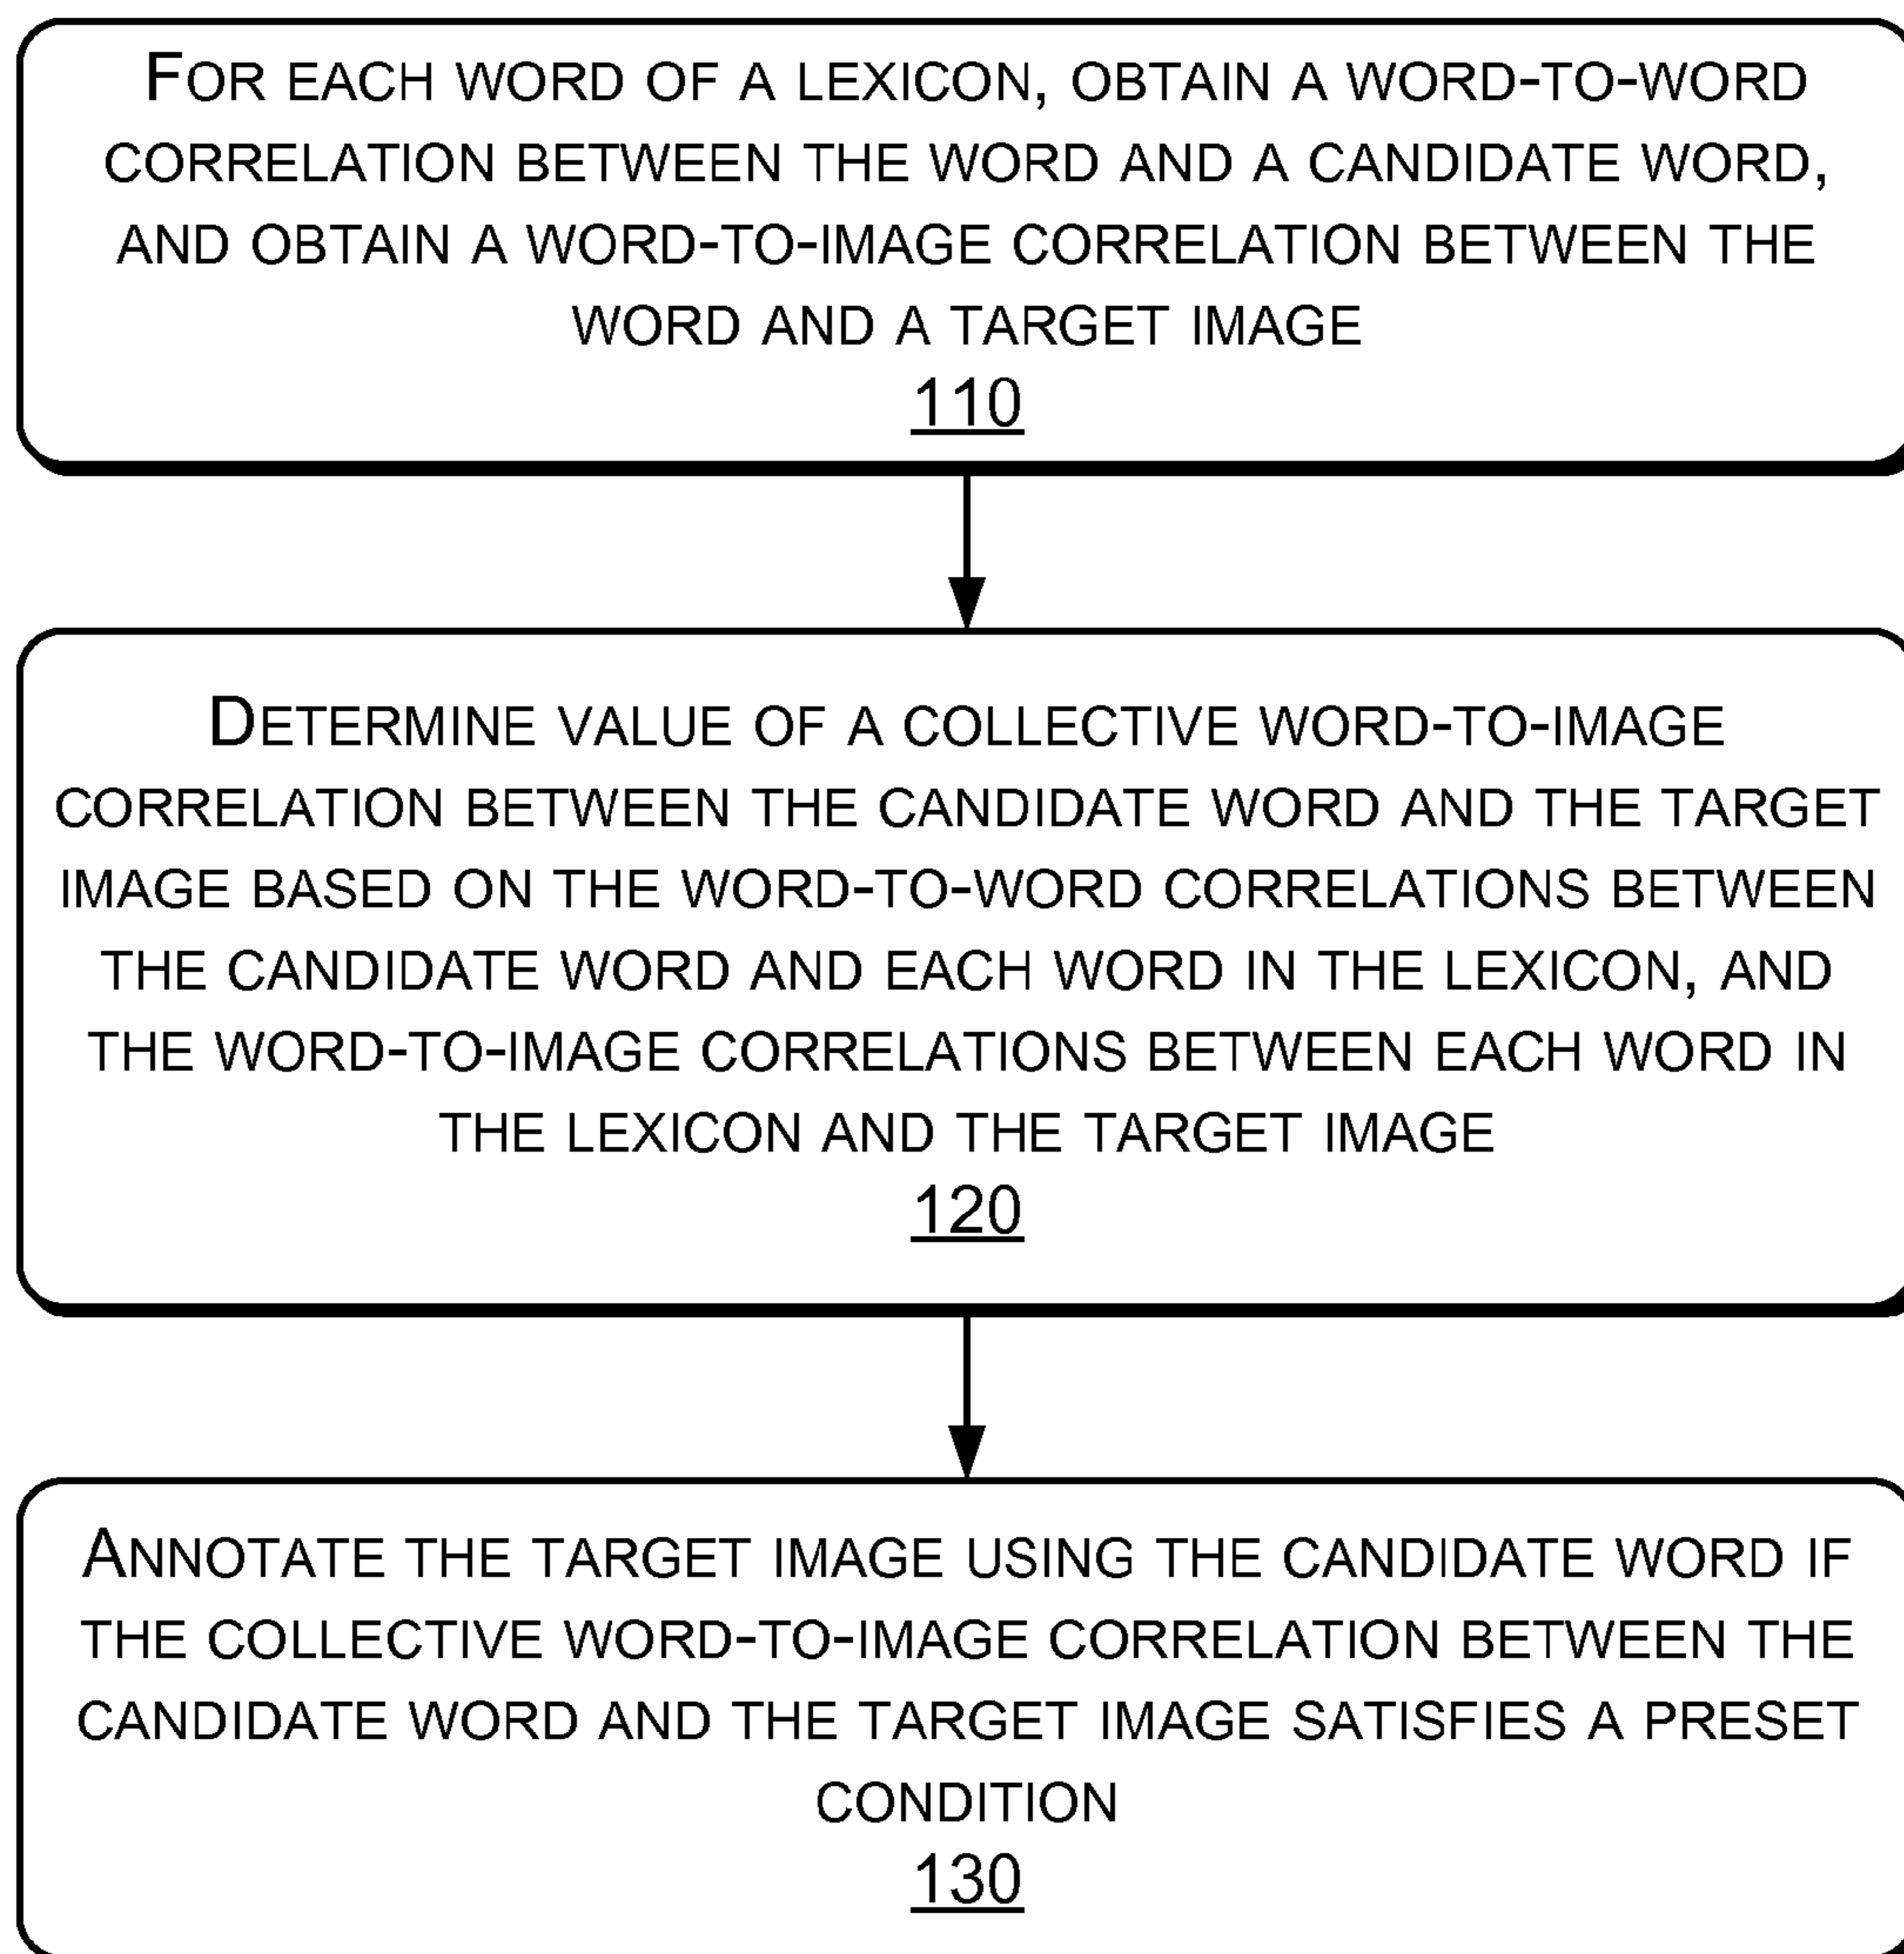 FOR EACH WORD OF A LEXICON, OBTAIN A WORD-TO-WORD
CORRELATION BETWEEN THE WORD AND A CANDIDATE WORD,
AND OBTAIN A WORD-TO-IMAGE CORRELATION BETWEEN THE
WORD AND A TARGET IMAGE
110
DETERMINE VALUE OF A COLLECTIVE WORD-TO-IMAGE
CORRELATION BETWEEN THE CANDIDATE WORD AND THE TARGET
IMAGE BASED ON THE WORD-TO-WORD CORRELATIONS BETWEEN
THE CANDIDATE WORD AND EACH WORD IN THE LEXICON, AND
THE WORD-TO-IMAGE CORRELATIONS BETWEEN EACH WORD IN
THE LEXICON AND THE TARGET IMAGE
120
ANNOTATE THE TARGET IMAGE USING THE CANDIDATE WORD IF
THE COLLECTIVE WORD-TO-IMAGE CORRELATION BETWEEN THE
CANDIDATE WORD AND THE TARGET IMAGE SATISFIES A PRESET
CONDITION
130